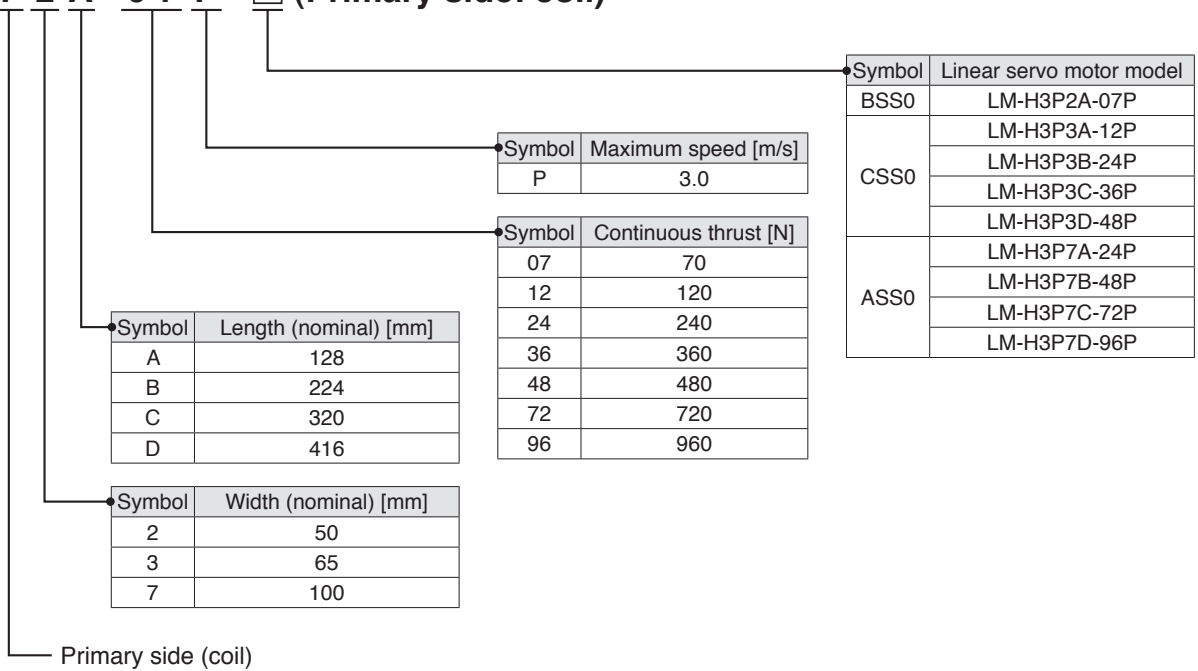 (Primary side: coil)
Symbol Linear servo motor model
BSS0 LM-H3P2A-07P
CSS0 LM-H3P3A-12P
LM-H3P3B-24P
LM-H3P3C-36P
LM-H3P3D-48P
ASS0 LM-H3P7A-24P
LM-H3P7B-48P
LM-H3P7C-72P
LM-H3P7D-96P
Symbol Maximum speed [m/s]
P 3.0
Symbol Continuous thrust [N]
07 70
12 120
24 240
36 360
48 480
72 720
96 960
Symbol Length (nominal) [mm]
A 128
B 224
C 320
D 416
Symbol Width (nominal) [mm]
2 50
3 65
7 100
Primary side (coil)